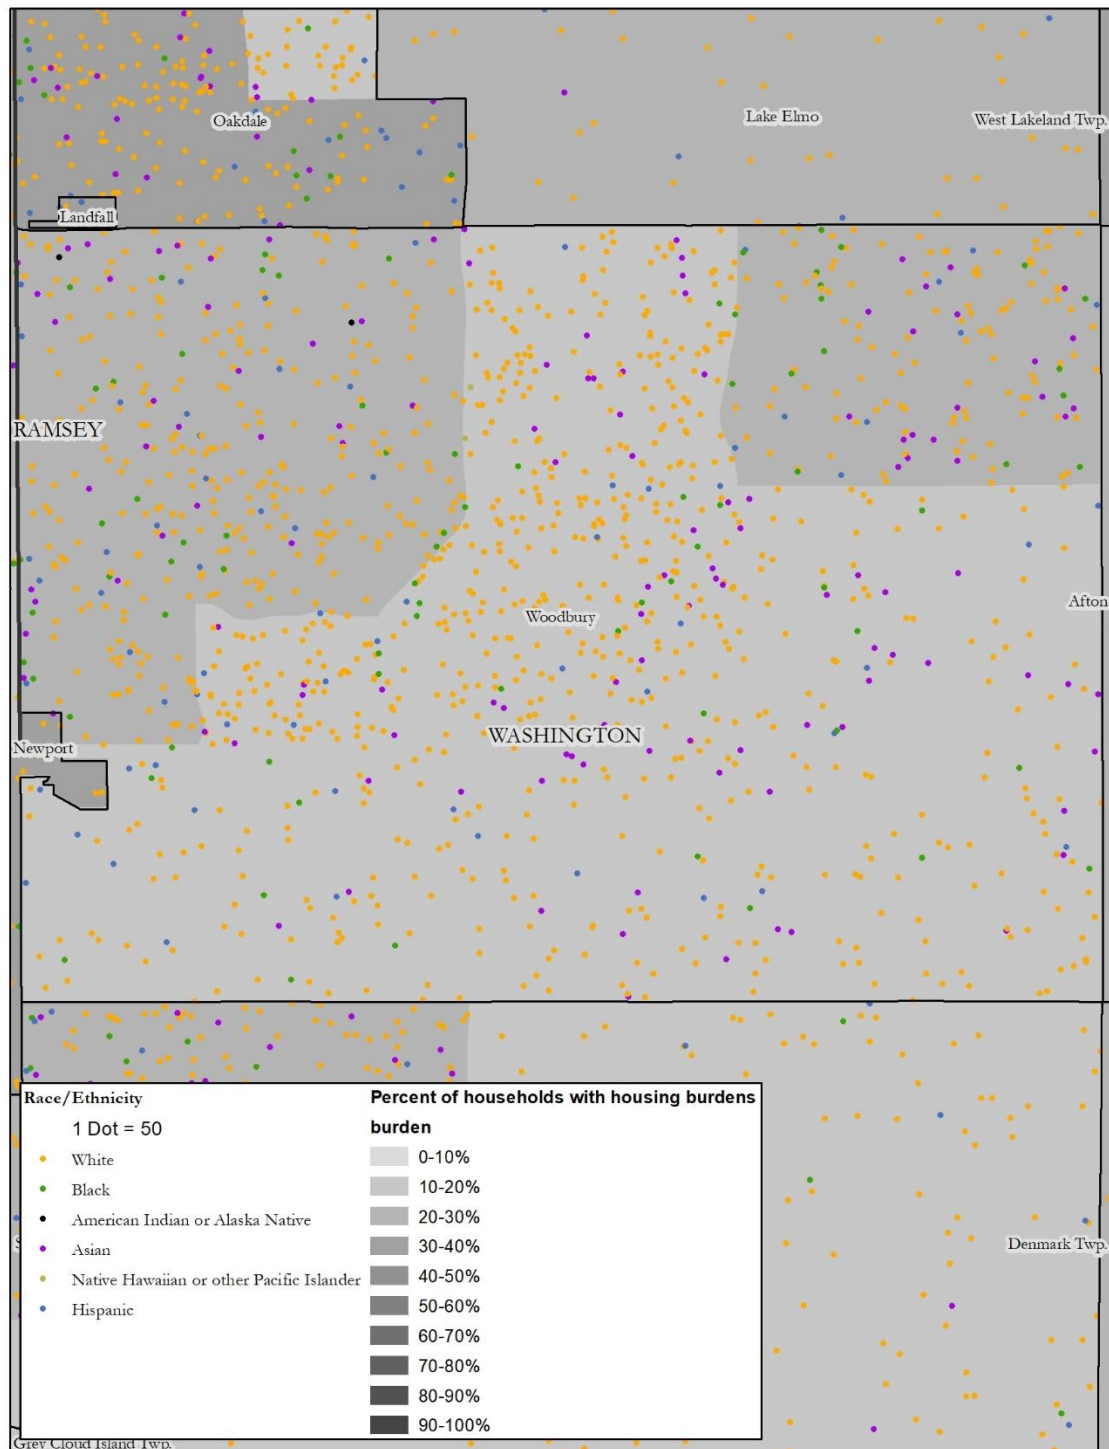 Oakdale
Lake Elmo
West Lakeland Twp.
Landfall
RAMSEY
Afton
Woodbury
WASHINGTON
Newport
Race/Ethnicity
1 Dot = 50
White
Black
American Indian or Alaska Native
Asian
Native Hawaiian or other Pacific Islander
Hispanic
Percent of households with housing burdens
burden
0-10%
10-20%
20-30%
30-40%
40-50%
50-60%
60-70%
70-80%
80-90%
90-100%
Denmark Twp.
Grey Cloud Island Twp.